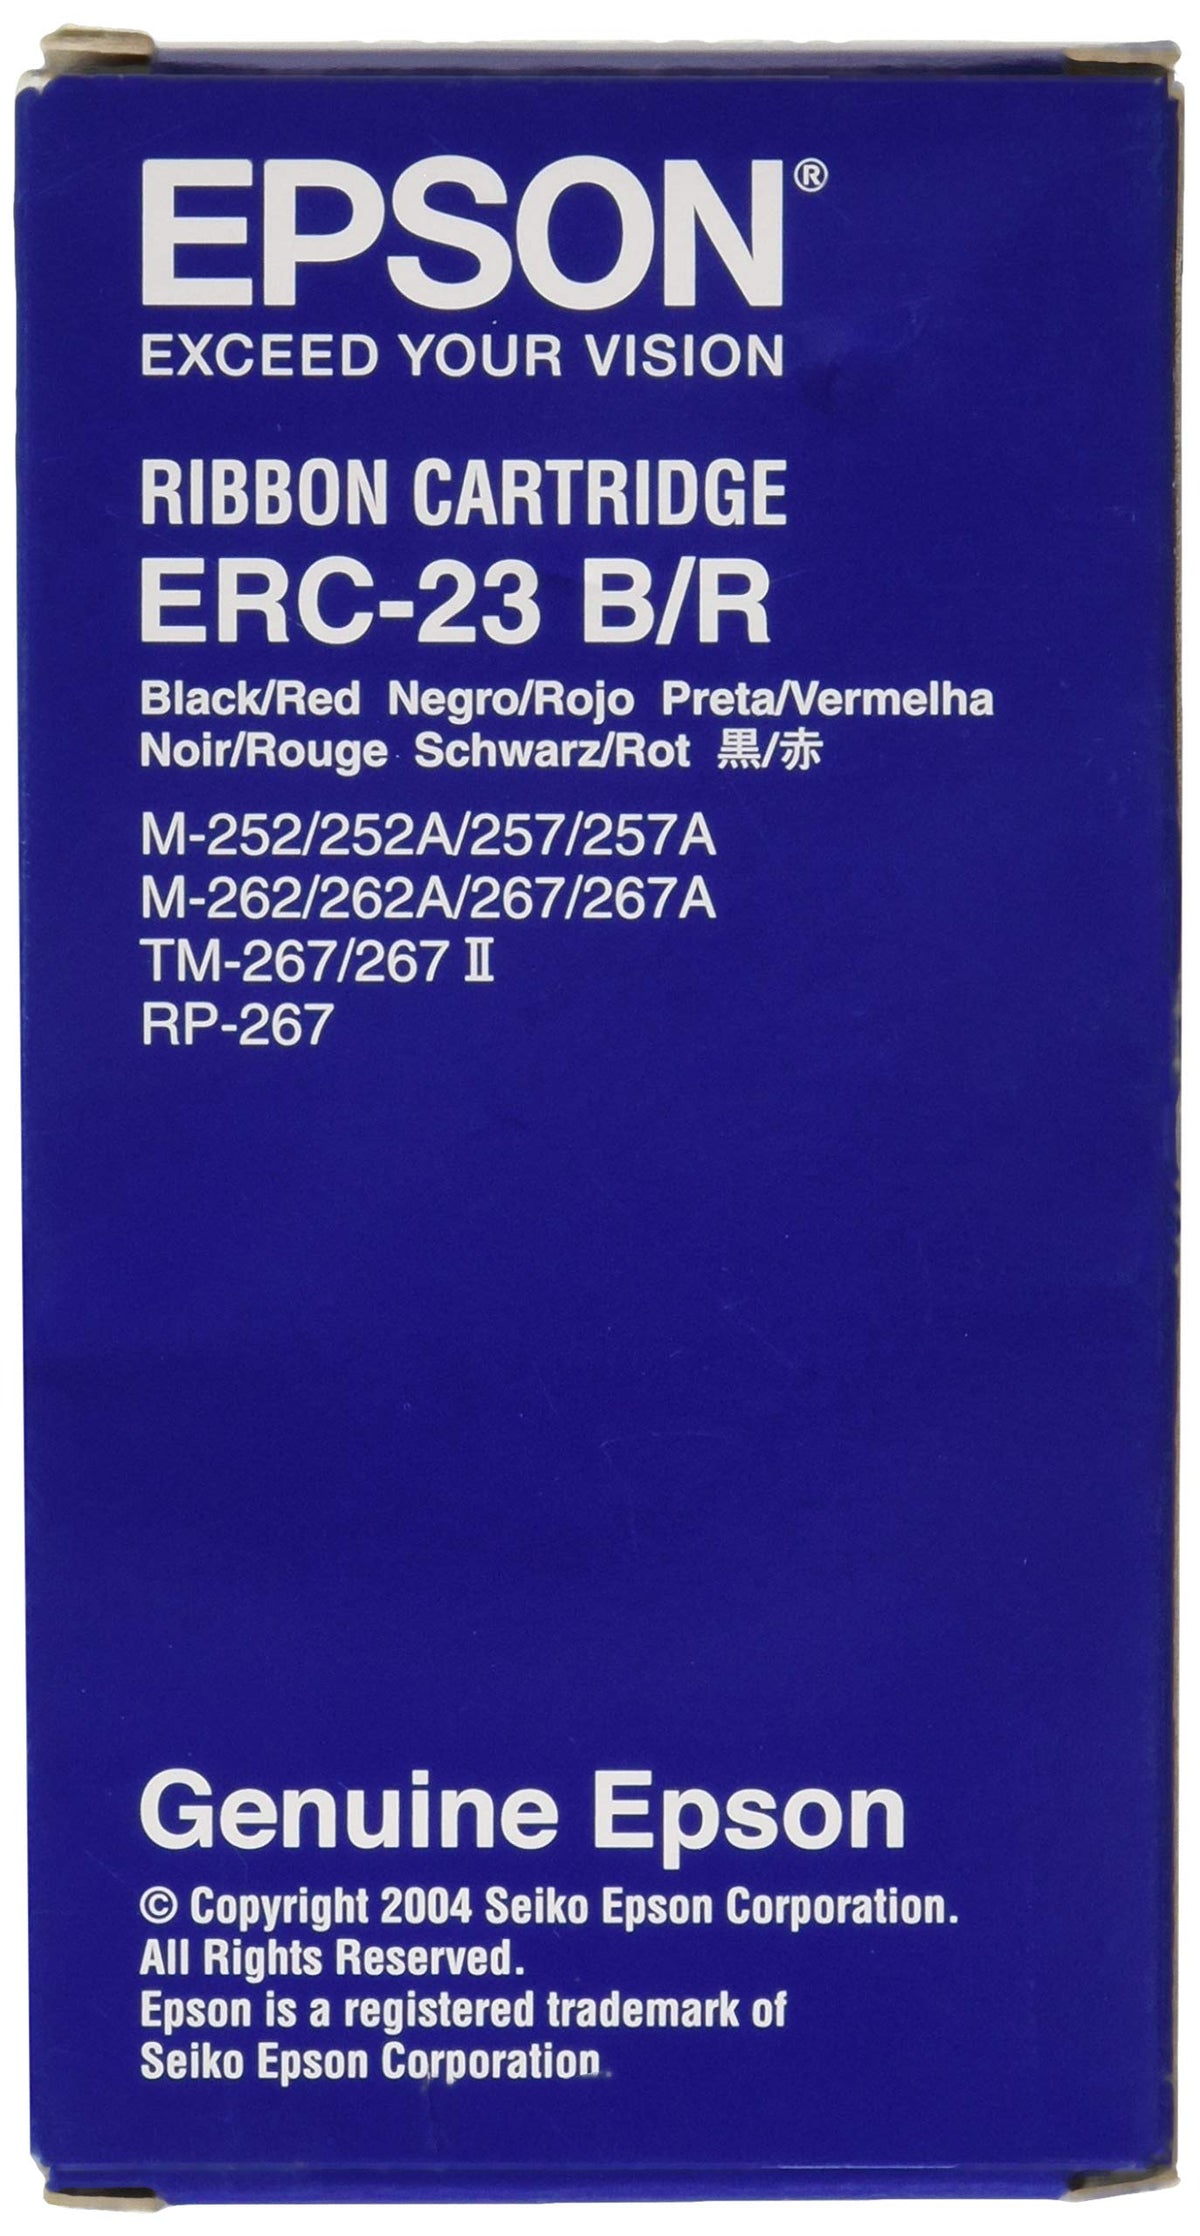 EPSON®
EXCEED YOUR VISION
RIBBON CARTRIDGE
ERC-23 B/R
Black/Red Negro/Rojo Preta/Vermelha
Noir/Rouge Schwarz/Rot 黒/赤
M-252/252A/257/257A
M-262/262A/267/267A
TM-267/267 II
RP-267
Genuine Epson
© Copyright 2004 Seiko Epson Corporation.
All Rights Reserved.
Epson is a registered trademark of
Seiko Epson Corporation.